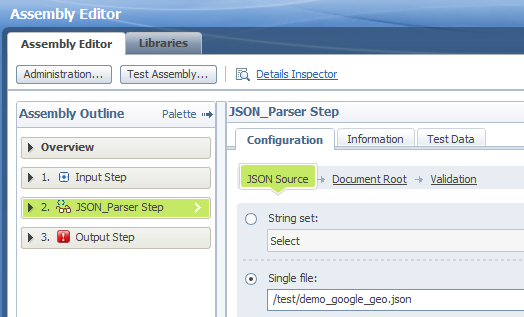 Assembly Editor
Assembly Editor Libraries
Administration... Test Assembly... Details Inspector
Assembly Outline Palette
Overview
1. Input Step
2. JSON_Parser Step
3. Output Step
JSON_Parser Step
Configuration Information Test Data
JSON Source Document Root Validation
String set:
Select
Single file:
/test/demo_google_geo.json